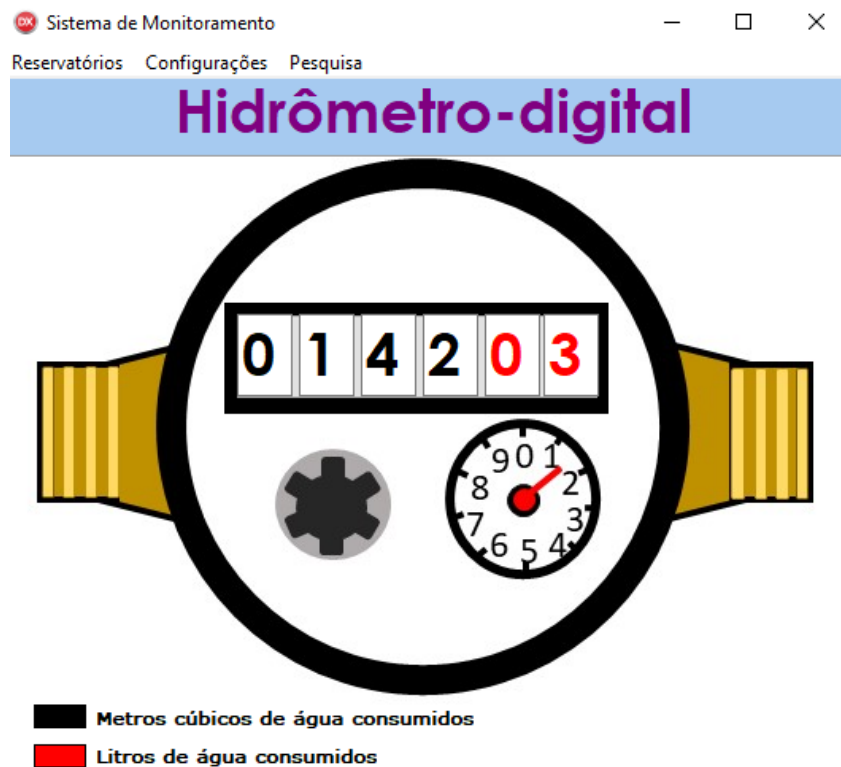 Sistema de Monitoramento
Reservatórios Configurações Pesquisa
Hidrômetro-digital
0 1 4 2 0 3
0 1 2 3 4 5 6 7 8 9
Metros cúbicos de água consumidos
Litros de água consumidos